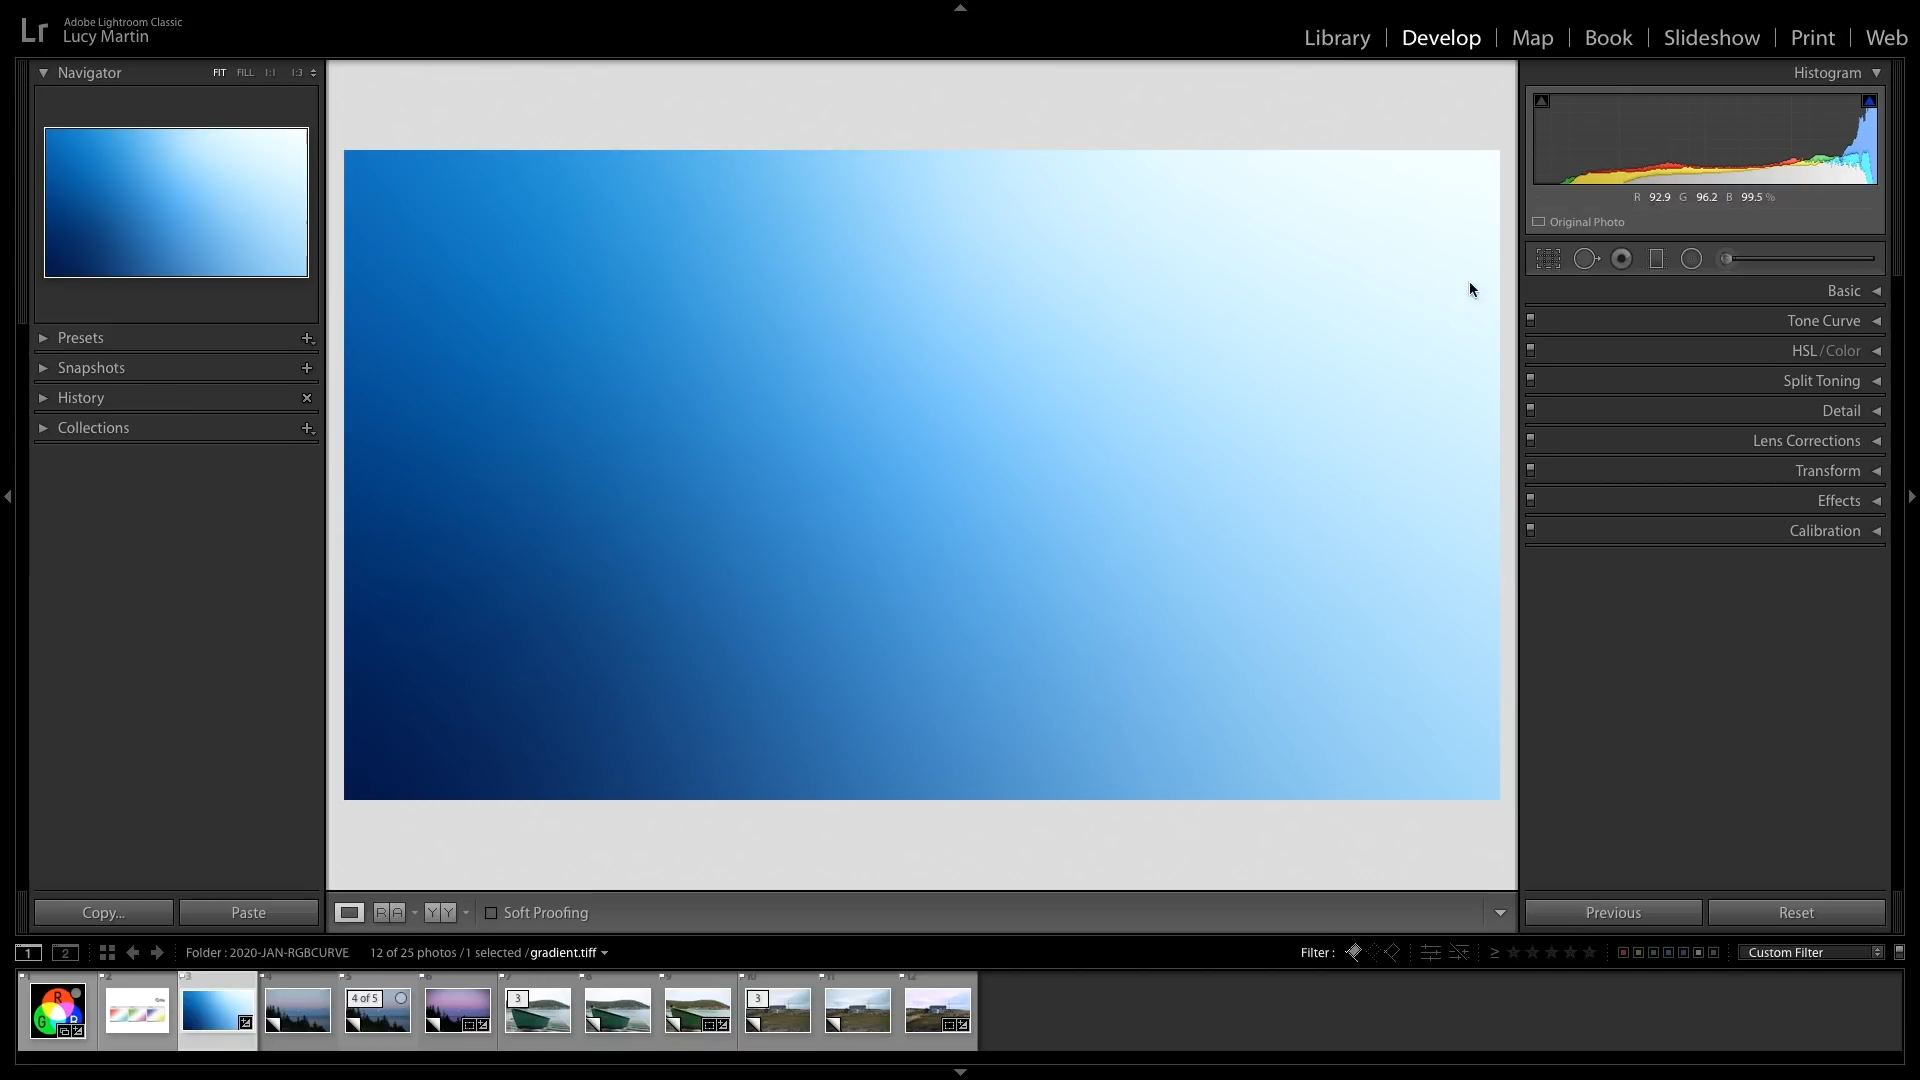 Lr
Adobe Lightroom Classic
Lucy Martin
Library | Develop | Map | Book | Slideshow | Print | Web
Navigator
FIT FILL 1:1 1:3
Presets
Snapshots
History
Collections
Copy...
Paste
Histogram
R 92.9 G 96.2 B 99.5 %
Original Photo
Basic
Tone Curve
HSL / Color
Split Toning
Detail
Lens Corrections
Transform
Effects
Calibration
Soft Proofing
Previous
Reset
1 2
Folder : 2020-JAN-RGBCURVE
12 of 25 photos / 1 selected / gradient.tiff
Filter :
Custom Filter
R
G
4 of 5
3
3